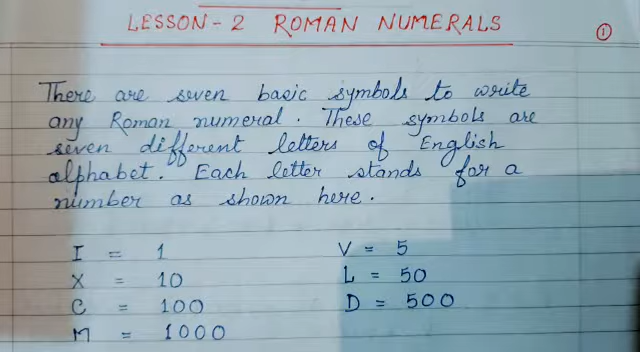 LESSON - 2 ROMAN NUMERALS
1
There are seven basic symbols to write
any Roman numeral. These symbols are
seven different letters of English
alphabet. Each letter stands for a
number as shown here.
I = 1 V = 5
X = 10 L = 50
C = 100 D = 500
M = 1000